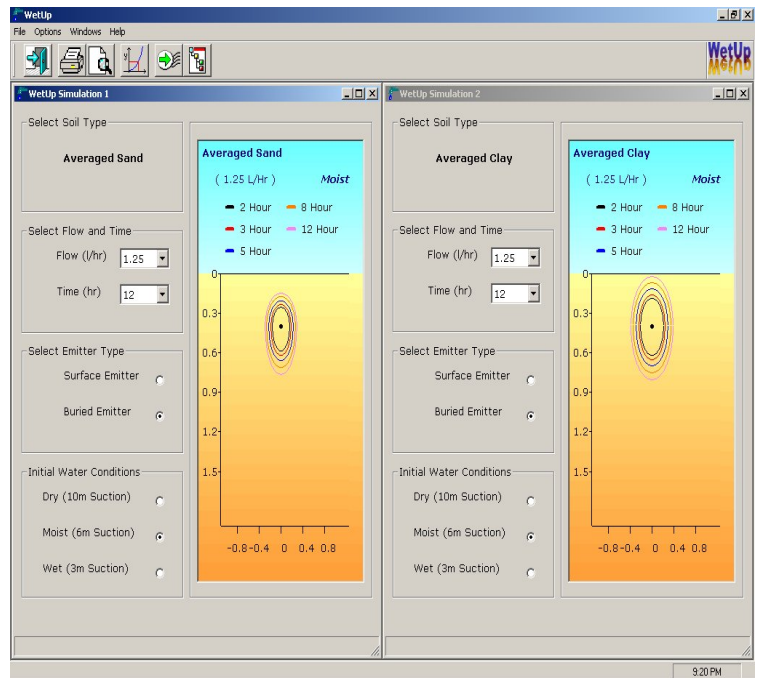 WetUp
File Options Windows Help
WetUp
WetUp Simulation 1
Select Soil Type
Averaged Sand
Select Flow and Time
Flow (l/hr) 1.25
Time (hr) 12
Select Emitter Type
Surface Emitter
Buried Emitter
Initial Water Conditions
Dry (10m Suction)
Moist (6m Suction)
Wet (3m Suction)
Averaged Sand
( 1.25 L/Hr ) Moist
2 Hour 8 Hour
3 Hour 12 Hour
5 Hour
0
0.3
0.6
0.9
1.2
1.5
-0.8 -0.4 0 0.4 0.8
WetUp Simulation 2
Select Soil Type
Averaged Clay
Select Flow and Time
Flow (l/hr) 1.25
Time (hr) 12
Select Emitter Type
Surface Emitter
Buried Emitter
Initial Water Conditions
Dry (10m Suction)
Moist (6m Suction)
Wet (3m Suction)
Averaged Clay
( 1.25 L/Hr ) Moist
2 Hour 8 Hour
3 Hour 12 Hour
5 Hour
0
0.3
0.6
0.9
1.2
1.5
-0.8 -0.4 0 0.4 0.8
9:20 PM